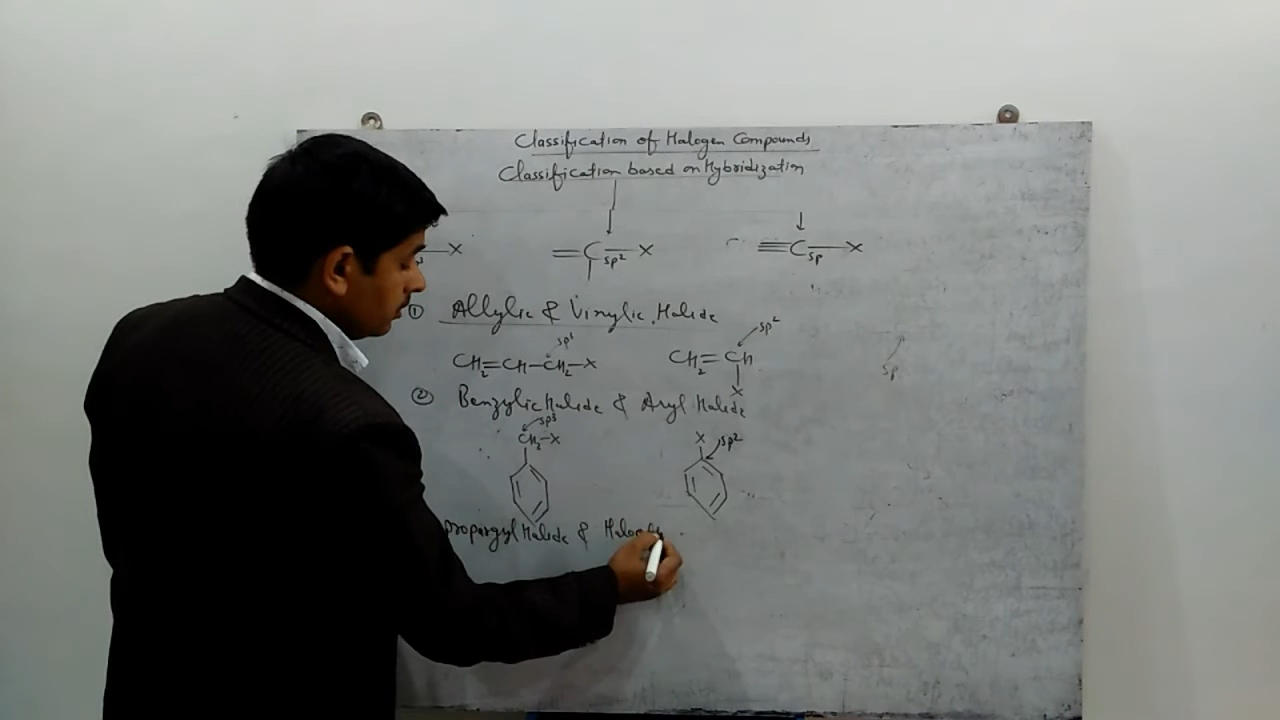 Classification of Halogen Compounds
Classification based on Hybridization
—X =C—X ≡C—X
sp² sp
① Allylic & Vinylic Halide
sp³ sp²
CH₂=CH—CH₂—X CH₂=CH
X
sp
② Benzylic Halide & Aryl Halide
sp³
CH₂—X X sp²
propargyl Halide &